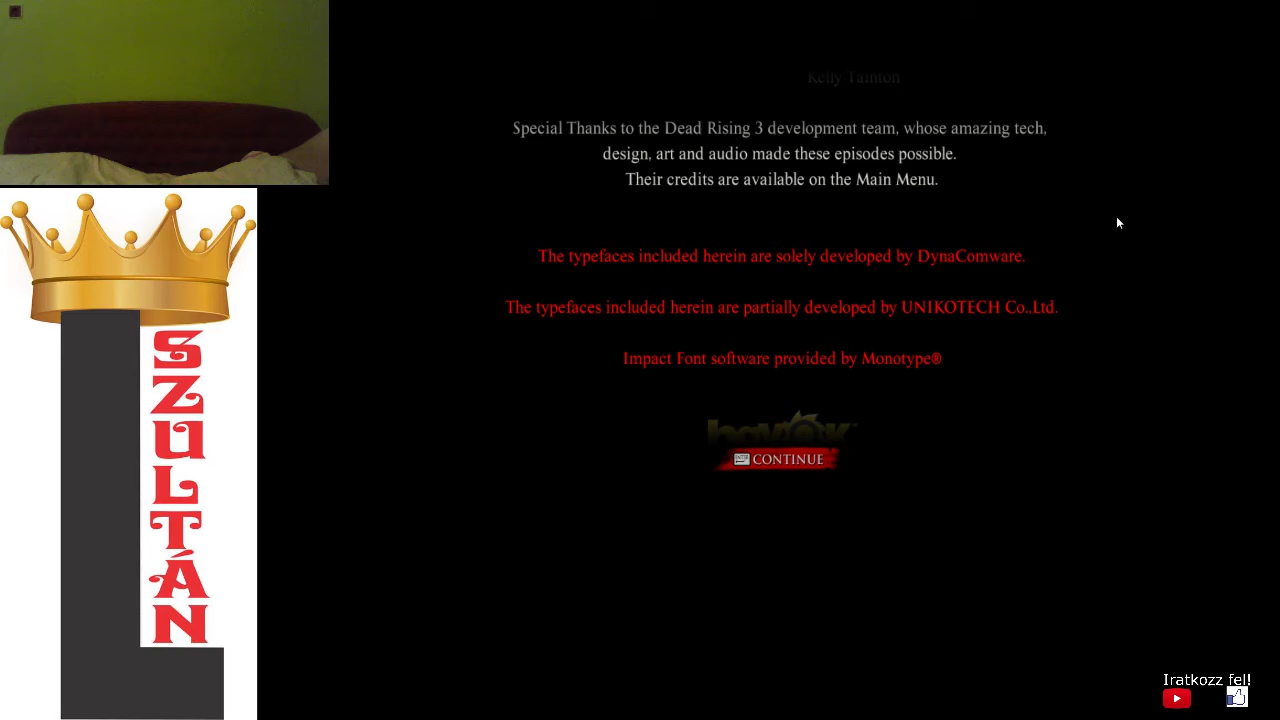 Kelly Tainton
Special Thanks to the Dead Rising 3 development team, whose amazing tech,
design, art and audio made these episodes possible.
Their credits are available on the Main Menu.
The typefaces included herein are solely developed by DynaComware.
The typefaces included herein are partially developed by UNIKOTECH Co.,Ltd.
Impact Font software provided by Monotype®
havok™
ENTER CONTINUE
L
SZULTÁN
Iratkozz fel!